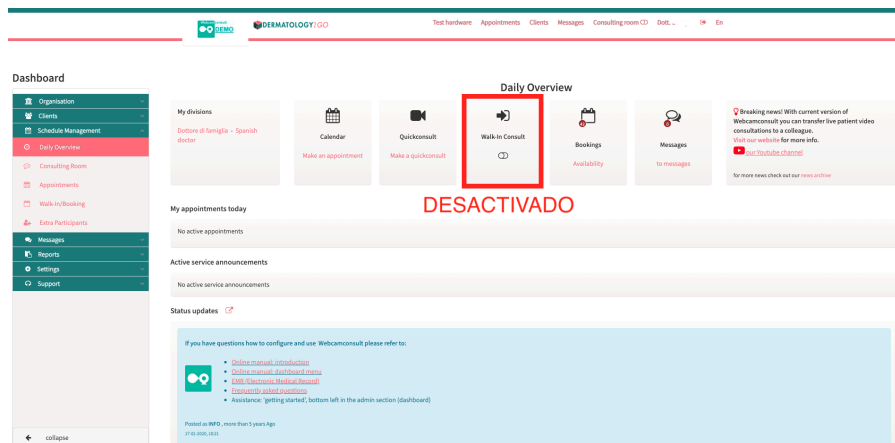 DEMO
DERMATOLOGY2GO
Test hardware Appointments Clients Messages Consulting room Dott. En
Dashboard
Organisation
Clients
Schedule Management
Daily Overview
Consulting Room
Appointments
Walk-In/Booking
Extra Participants
Messages
Reports
Settings
Support
collapse
Daily Overview
My divisions
Dottore di famiglia - Spanish
doctor
Calendar
Make an appointment
Quickconsult
Make a quickconsult
Walk-In Consult
Bookings
Availability
Messages
to messages
Breaking news! With current version of
Webcamconsult you can transfer live patient video
consultations to a colleague.
Visit our website for more info.
our Youtube channel
for more news check out our news archive
DESACTIVADO
My appointments today
No active appointments
Active service announcements
No active service announcements
Status updates
If you have questions how to configure and use Webcamconsult please refer to:
Online manual: introduction
Online manual: dashboard menu
EMR (Electronic Medical Record)
Frequently asked questions
Assistance: 'getting started', bottom left in the admin section (dashboard)
Posted as INFO , more than 5 years Ago